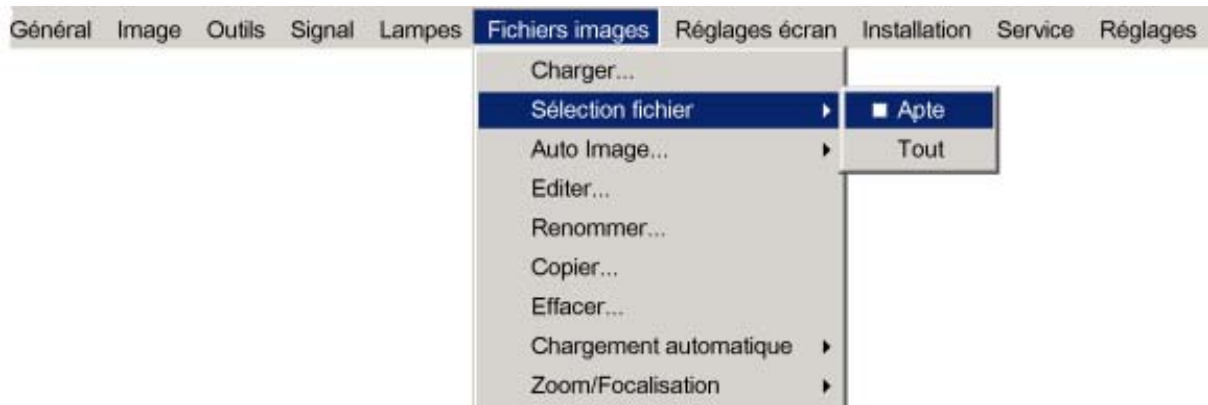 Général Image Outils Signal Lampes Fichiers images Réglages écran Installation Service Réglages
Charger...
Sélection fichier
Apte
Auto Image...
Tout
Editer...
Renommer...
Copier...
Effacer...
Chargement automatique
Zoom/Focalisation